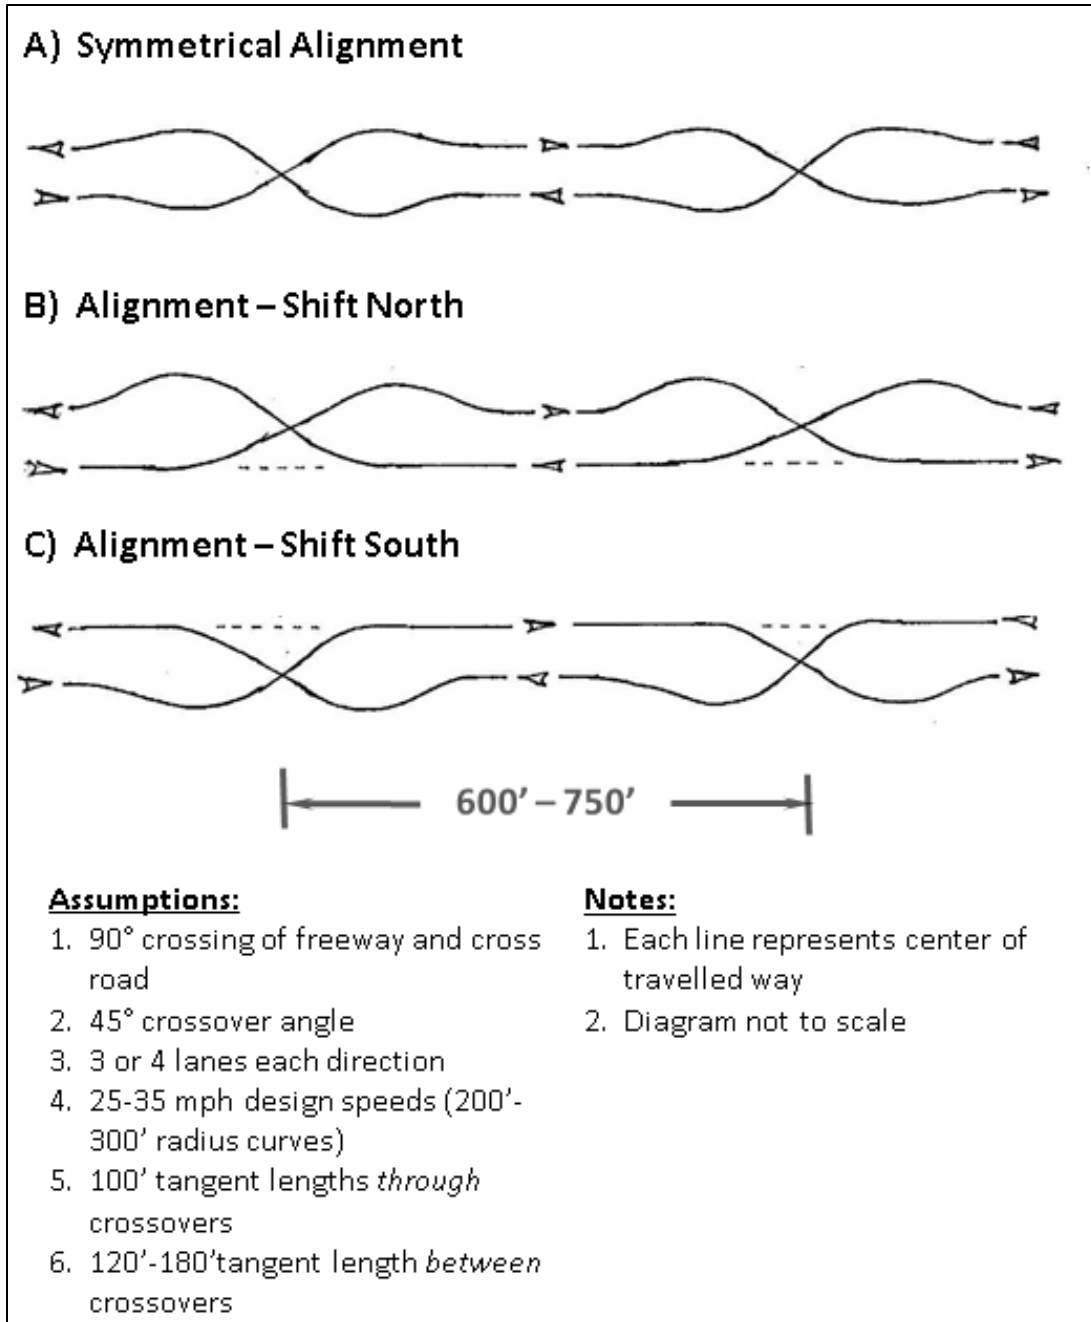 A) Symmetrical Alignment
B) Alignment – Shift North
C) Alignment – Shift South
600’ – 750’
Assumptions:
1. 90° crossing of freeway and cross
road
2. 45° crossover angle
3. 3 or 4 lanes each direction
4. 25-35 mph design speeds (200’-
300’ radius curves)
5. 100’ tangent lengths through
crossovers
6. 120’-180’tangent length between
crossovers
Notes:
1. Each line represents center of
travelled way
2. Diagram not to scale